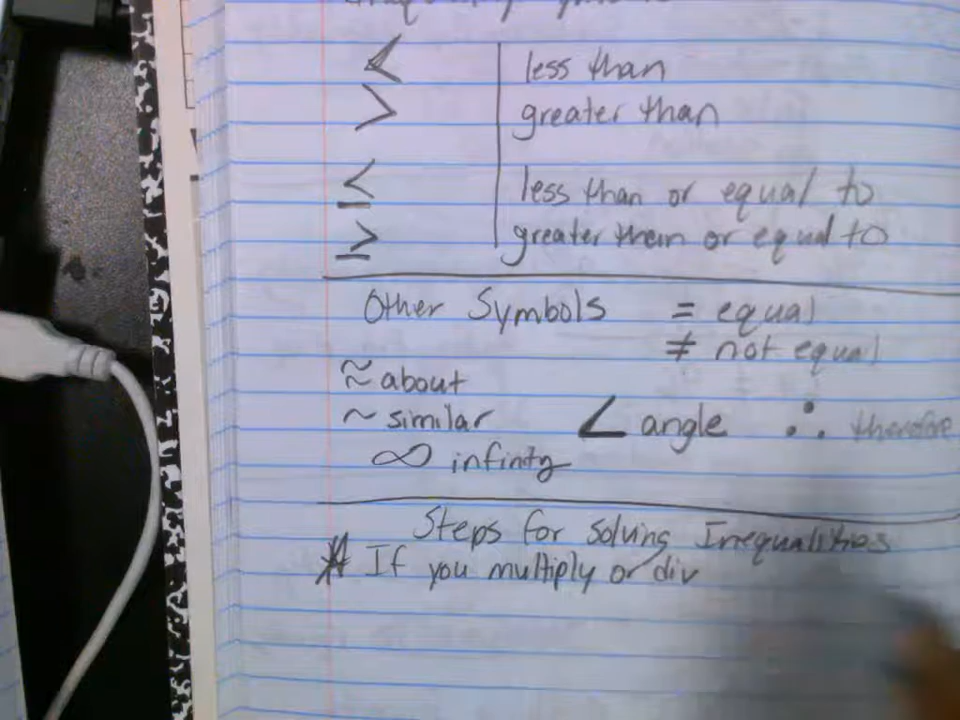 < less than
> greater than
≤ less than or equal to
≥ greater than or equal to
Other Symbols = equal
≠ not equal
≈ about
~ similar ∠ angle ∴ therefore
∞ infinity
Steps for Solving Inequalities
* If you multiply or div